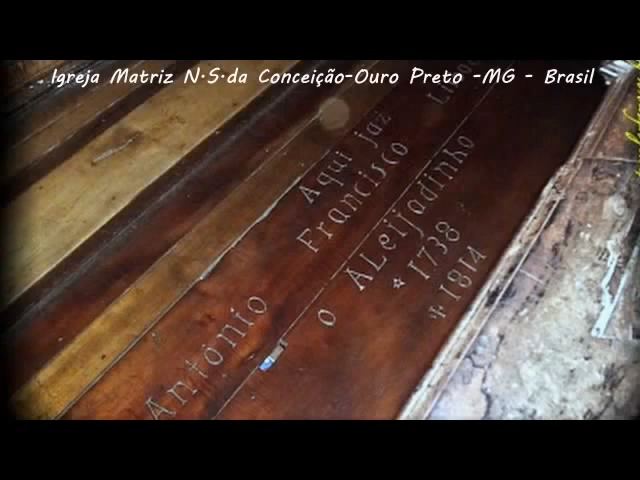 Igreja Matriz N.S.da Conceição-Ouro Preto -MG - Brasil
Aqui jaz
Antônio Francisco
o ALeijadinho
☆ 1738
✝ 1814